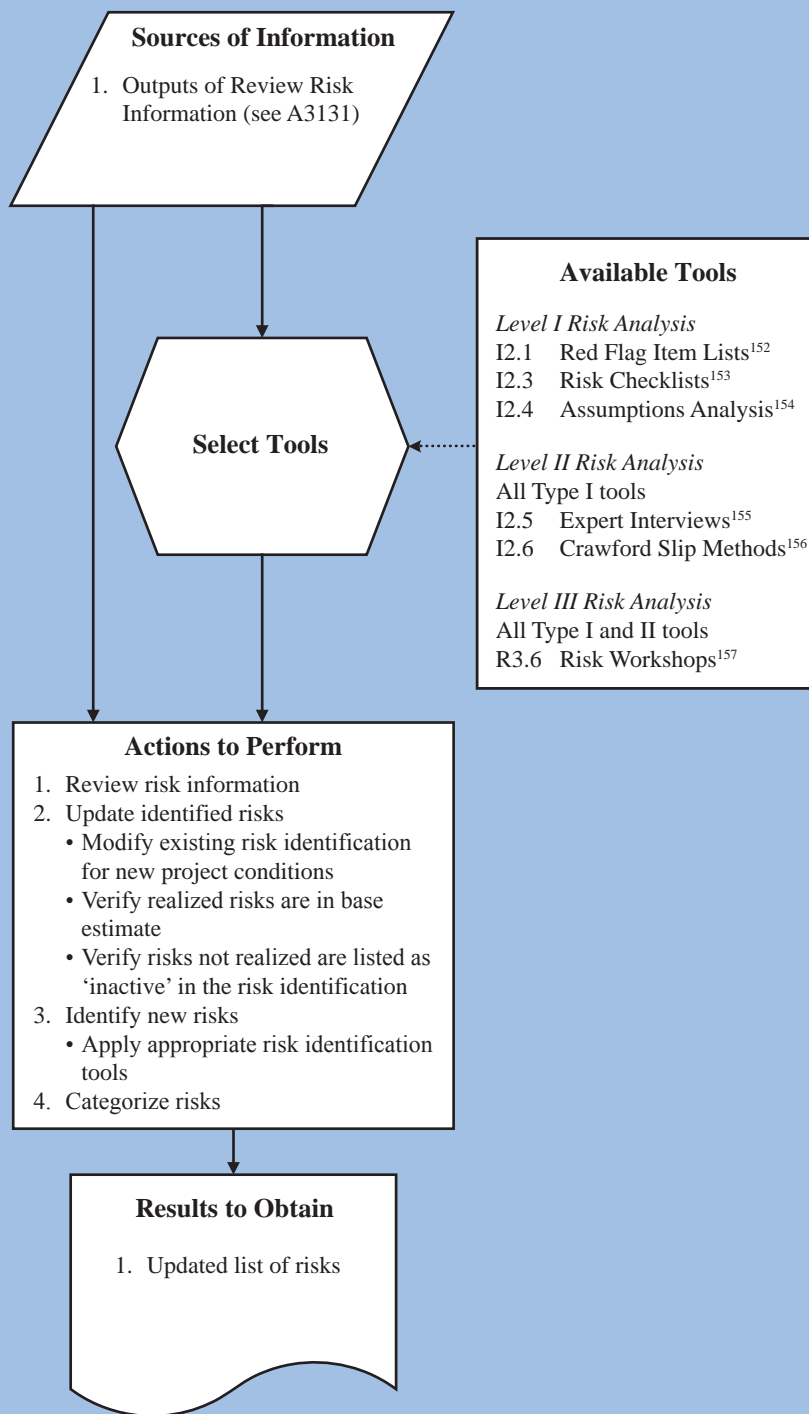 Sources of Information
1. Outputs of Review Risk
Information (see A3131)
Available Tools
Level I Risk Analysis
I2.1 Red Flag Item Lists152
I2.3 Risk Checklists153
I2.4 Assumptions Analysis154
Level II Risk Analysis
All Type I tools
I2.5 Expert Interviews155
I2.6 Crawford Slip Methods156
Level III Risk Analysis
All Type I and II tools
R3.6 Risk Workshops157
Select Tools
Actions to Perform
1. Review risk information
2. Update identified risks
• Modify existing risk identification
for new project conditions
• Verify realized risks are in base
estimate
• Verify risks not realized are listed as
‘inactive’ in the risk identification
3. Identify new risks
• Apply appropriate risk identification
tools
4. Categorize risks
Results to Obtain
1. Updated list of risks